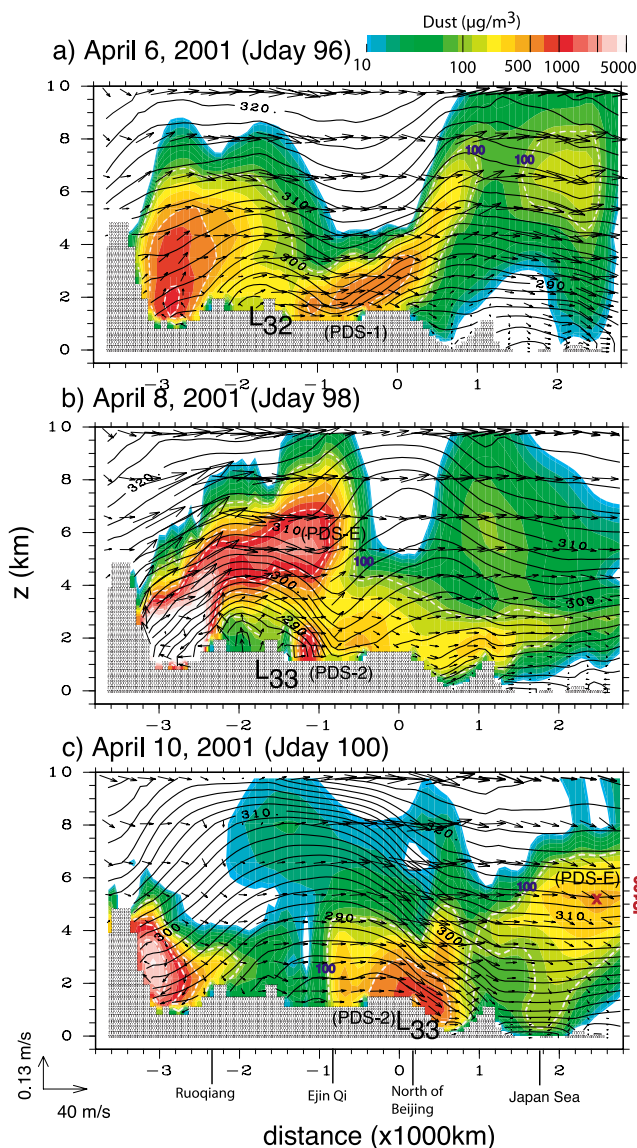 Dust (µg/m³)
a) April 6, 2001 (Jday 96)
10 100 500 1000 5000
10
8
6
4
2
0
320.
310.
300.
290.
100
100
L32
(PDS-1)
−3 −2 −1 0 1 2
b) April 8, 2001 (Jday 98)
10
8
6
4
2
0
z (km)
320.
310
(PDS-E)
300.
290.
100
310.
300.
L33
(PDS-2)
−3 −2 −1 0 1 2
c) April 10, 2001 (Jday 100)
10
8
6
4
2
0
310.
320.
100
(PDS-E)
x
310.
300.
290.
300.
100
(PDS-2)
L33
−3 −2 −1 0 1 2
0.13 m/s
40 m/s
Ruoqiang
Ejin Qi
North of
Beijing
Japan Sea
distance (x1000km)